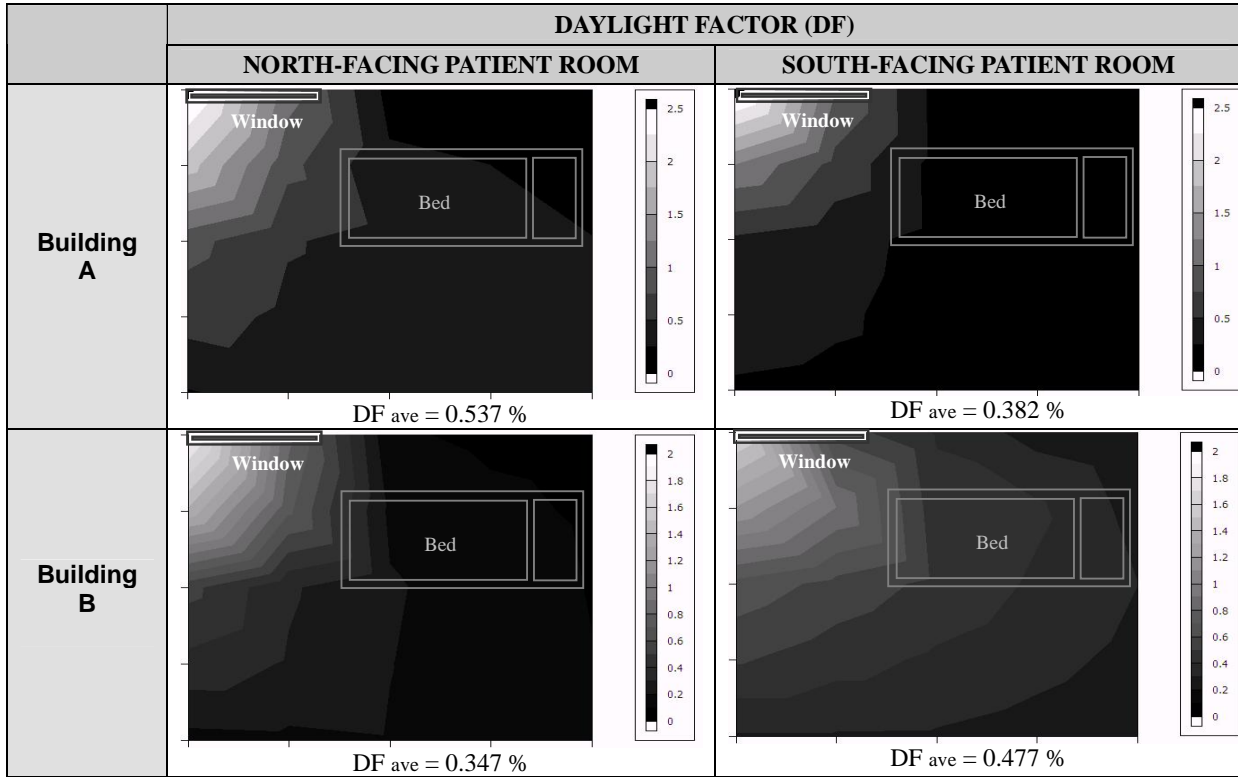 DAYLIGHT FACTOR (DF)
NORTH-FACING PATIENT ROOM
SOUTH-FACING PATIENT ROOM
Building
A
Window
Bed
2.5
2
1.5
1
0.5
0
DF ave = 0.537 %
Window
Bed
2.5
2
1.5
1
0.5
0
DF ave = 0.382 %
Building
B
Window
Bed
2
1.8
1.6
1.4
1.2
1
0.8
0.6
0.4
0.2
0
DF ave = 0.347 %
Window
Bed
2
1.8
1.6
1.4
1.2
1
0.8
0.6
0.4
0.2
0
DF ave = 0.477 %